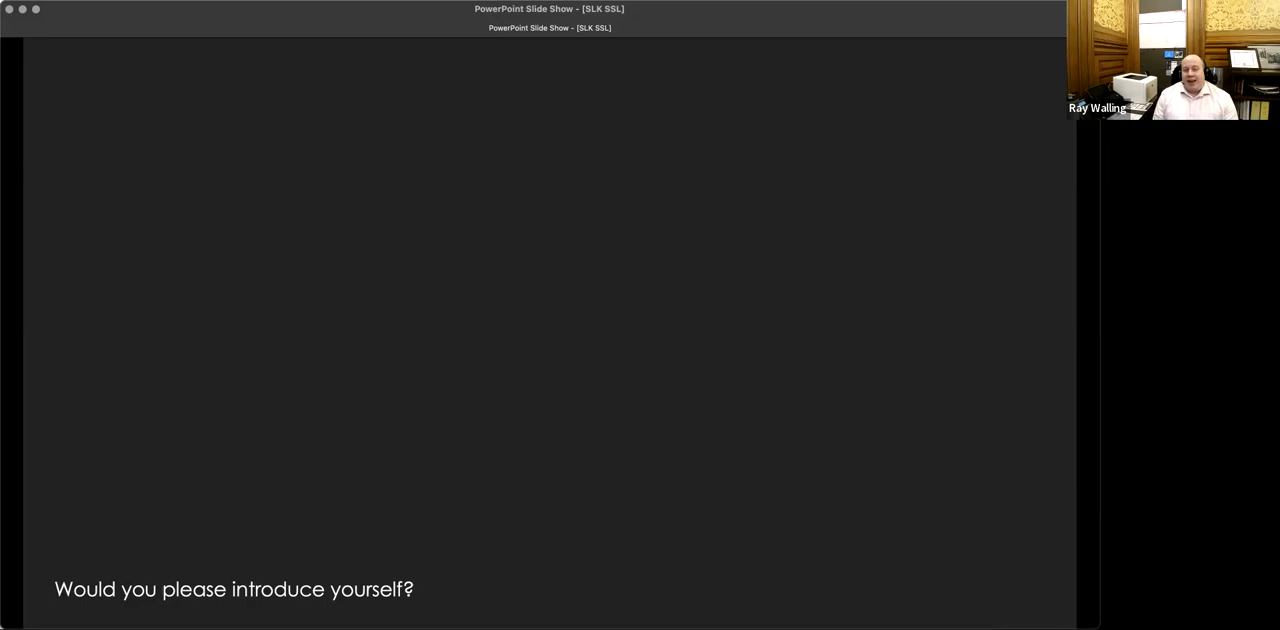 PowerPoint Slide Show - [SLK SSL]
PowerPoint Slide Show - [SLK SSL]
Ray Walling
Would you please introduce yourself?